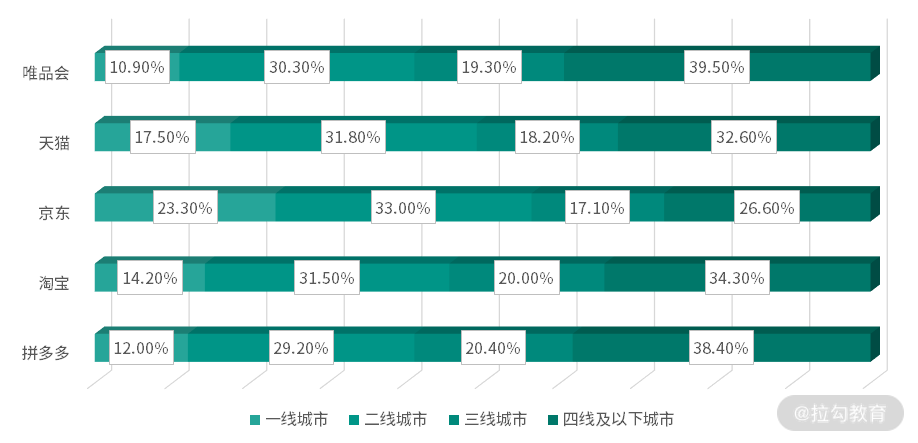 唯品会 10.90% 30.30% 19.30% 39.50%
天猫 17.50% 31.80% 18.20% 32.60%
京东 23.30% 33.00% 17.10% 26.60%
淘宝 14.20% 31.50% 20.00% 34.30%
拼多多 12.00% 29.20% 20.40% 38.40%
一线城市 二线城市 三线城市 四线及以下城市
@拉勾教育